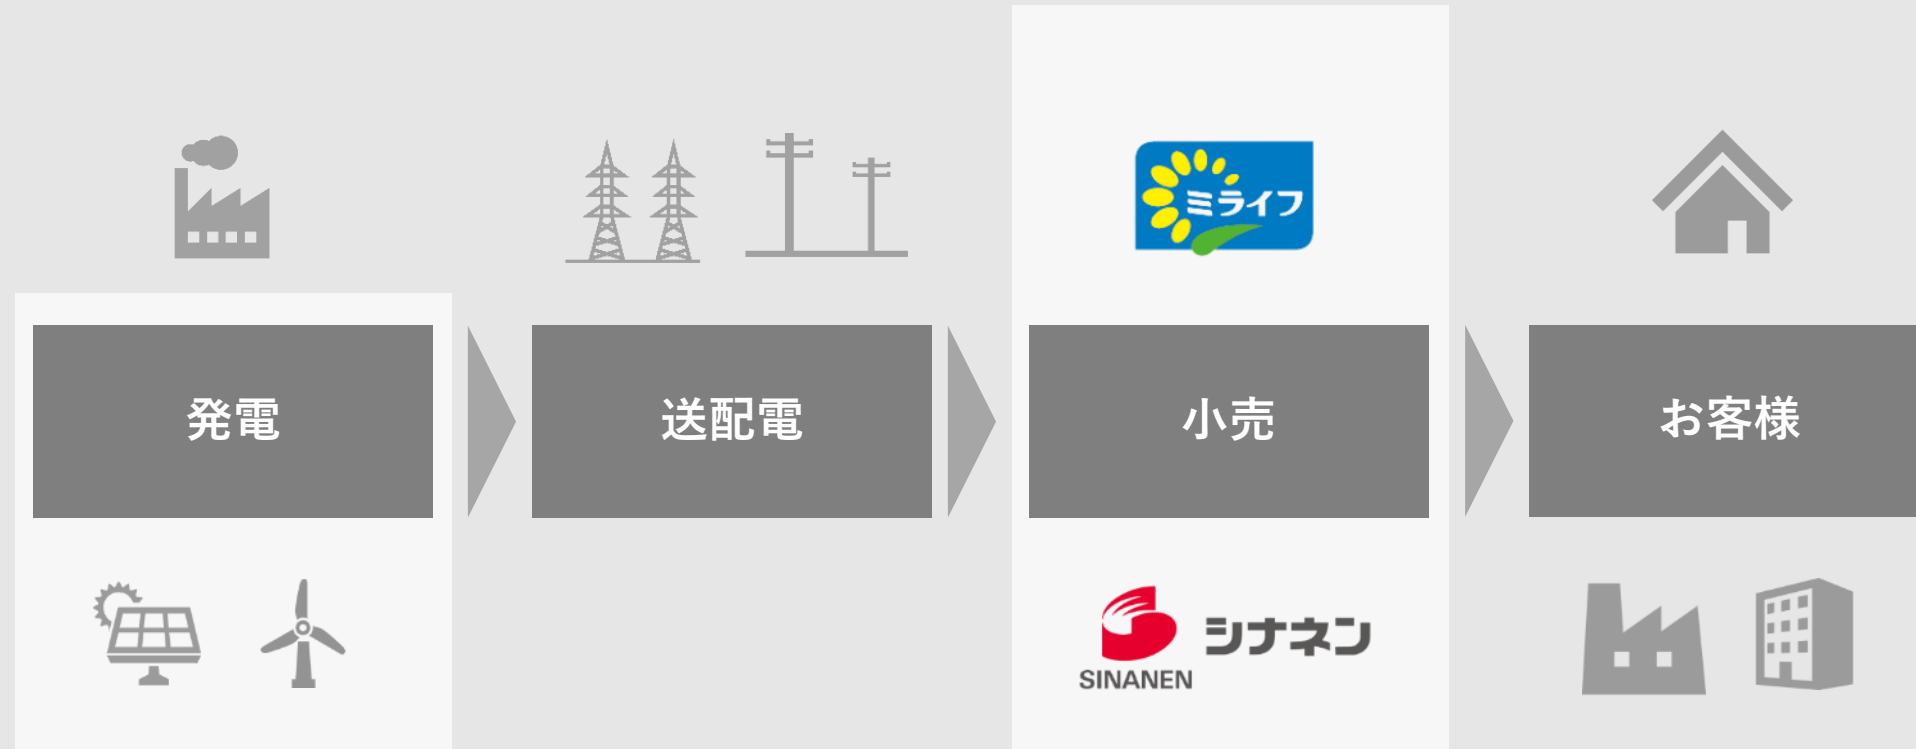 ミライフ
発電
送配電
小売
お客様
シナネン
SINANEN